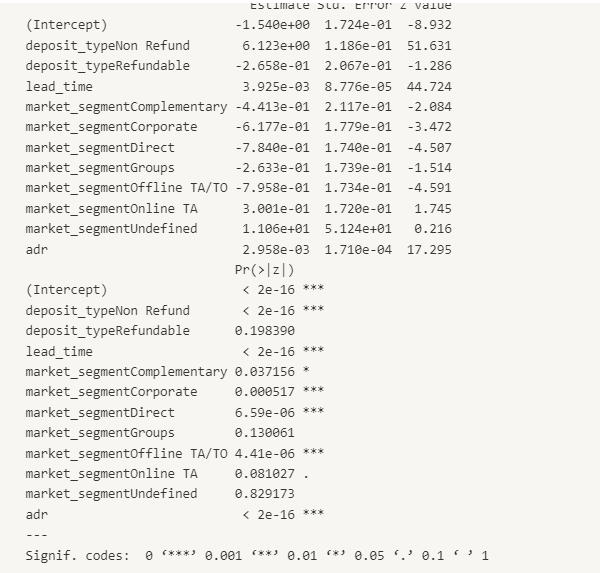 Estimate Std. Error z value
(Intercept) -1.540e+00 1.724e-01 -8.932
deposit_typeNon Refund 6.123e+00 1.186e-01 51.631
deposit_typeRefundable -2.658e-01 2.067e-01 -1.286
lead_time 3.925e-03 8.776e-05 44.724
market_segmentComplementary -4.413e-01 2.117e-01 -2.084
market_segmentCorporate -6.177e-01 1.779e-01 -3.472
market_segmentDirect -7.840e-01 1.740e-01 -4.507
market_segmentGroups -2.633e-01 1.739e-01 -1.514
market_segmentOffline TA/TO -7.958e-01 1.734e-01 -4.591
market_segmentOnline TA 3.001e-01 1.720e-01 1.745
market_segmentUndefined 1.106e+01 5.124e+01 0.216
adr 2.958e-03 1.710e-04 17.295
Pr(>|z|)
(Intercept) < 2e-16 ***
deposit_typeNon Refund < 2e-16 ***
deposit_typeRefundable 0.198390
lead_time < 2e-16 ***
market_segmentComplementary 0.037156 *
market_segmentCorporate 0.000517 ***
market_segmentDirect 6.59e-06 ***
market_segmentGroups 0.130061
market_segmentOffline TA/TO 4.41e-06 ***
market_segmentOnline TA 0.081027 .
market_segmentUndefined 0.829173
adr < 2e-16 ***
---
Signif. codes: 0 ‘***’ 0.001 ‘**’ 0.01 ‘*’ 0.05 ‘.’ 0.1 ‘ ’ 1